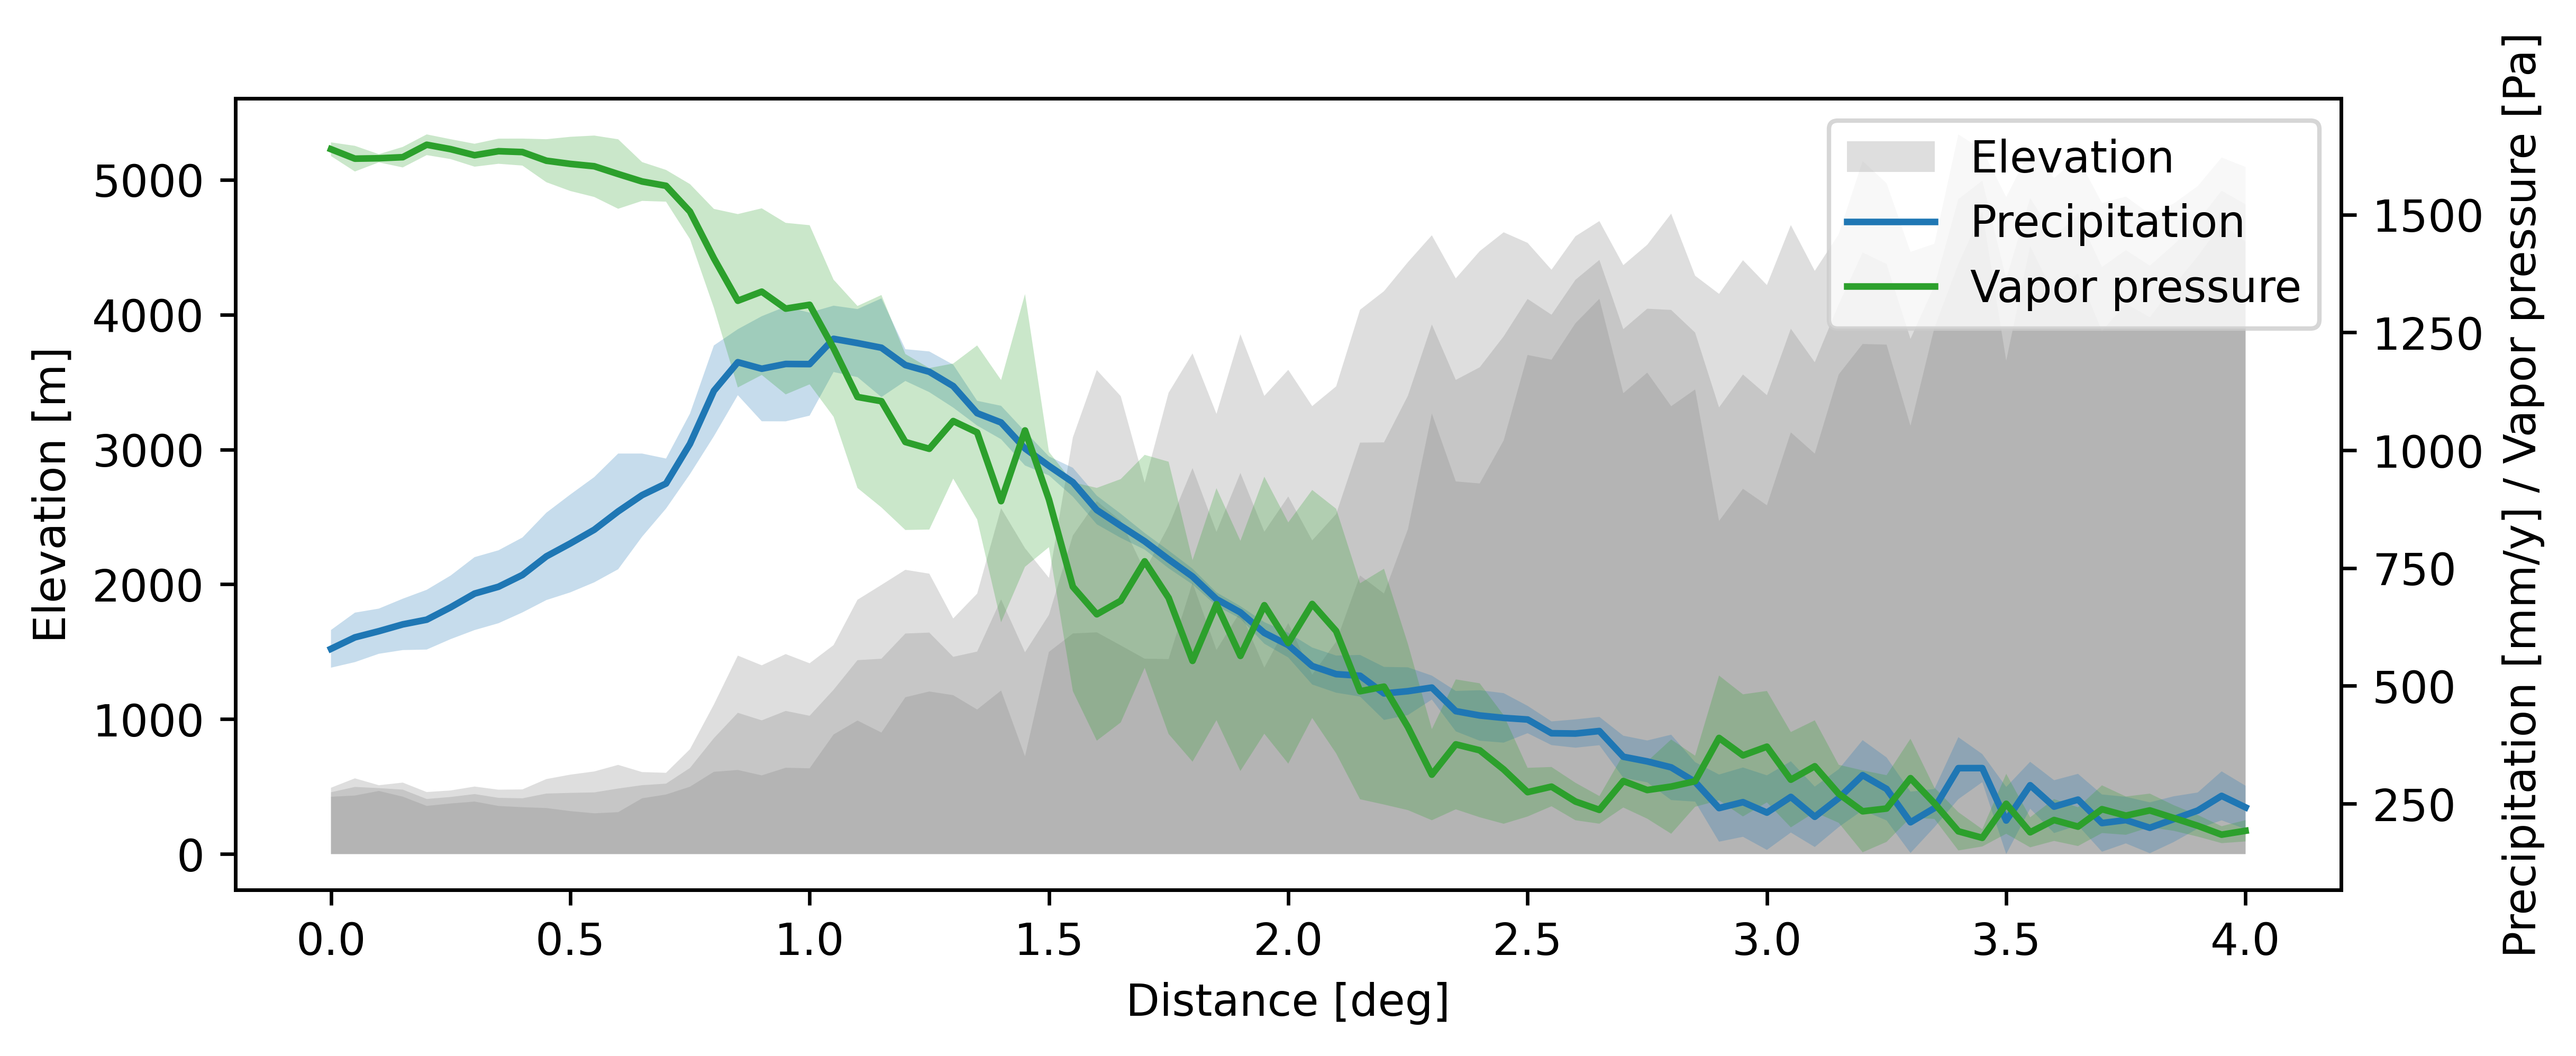 Elevation
Precipitation
Vapor pressure
Elevation [m]
5000
4000
3000
2000
1000
0
1500
1250
1000
750
500
250
Precipitation [mm/y] / Vapor pressure [Pa]
0.0 0.5 1.0 1.5 2.0 2.5 3.0 3.5 4.0
Distance [deg]